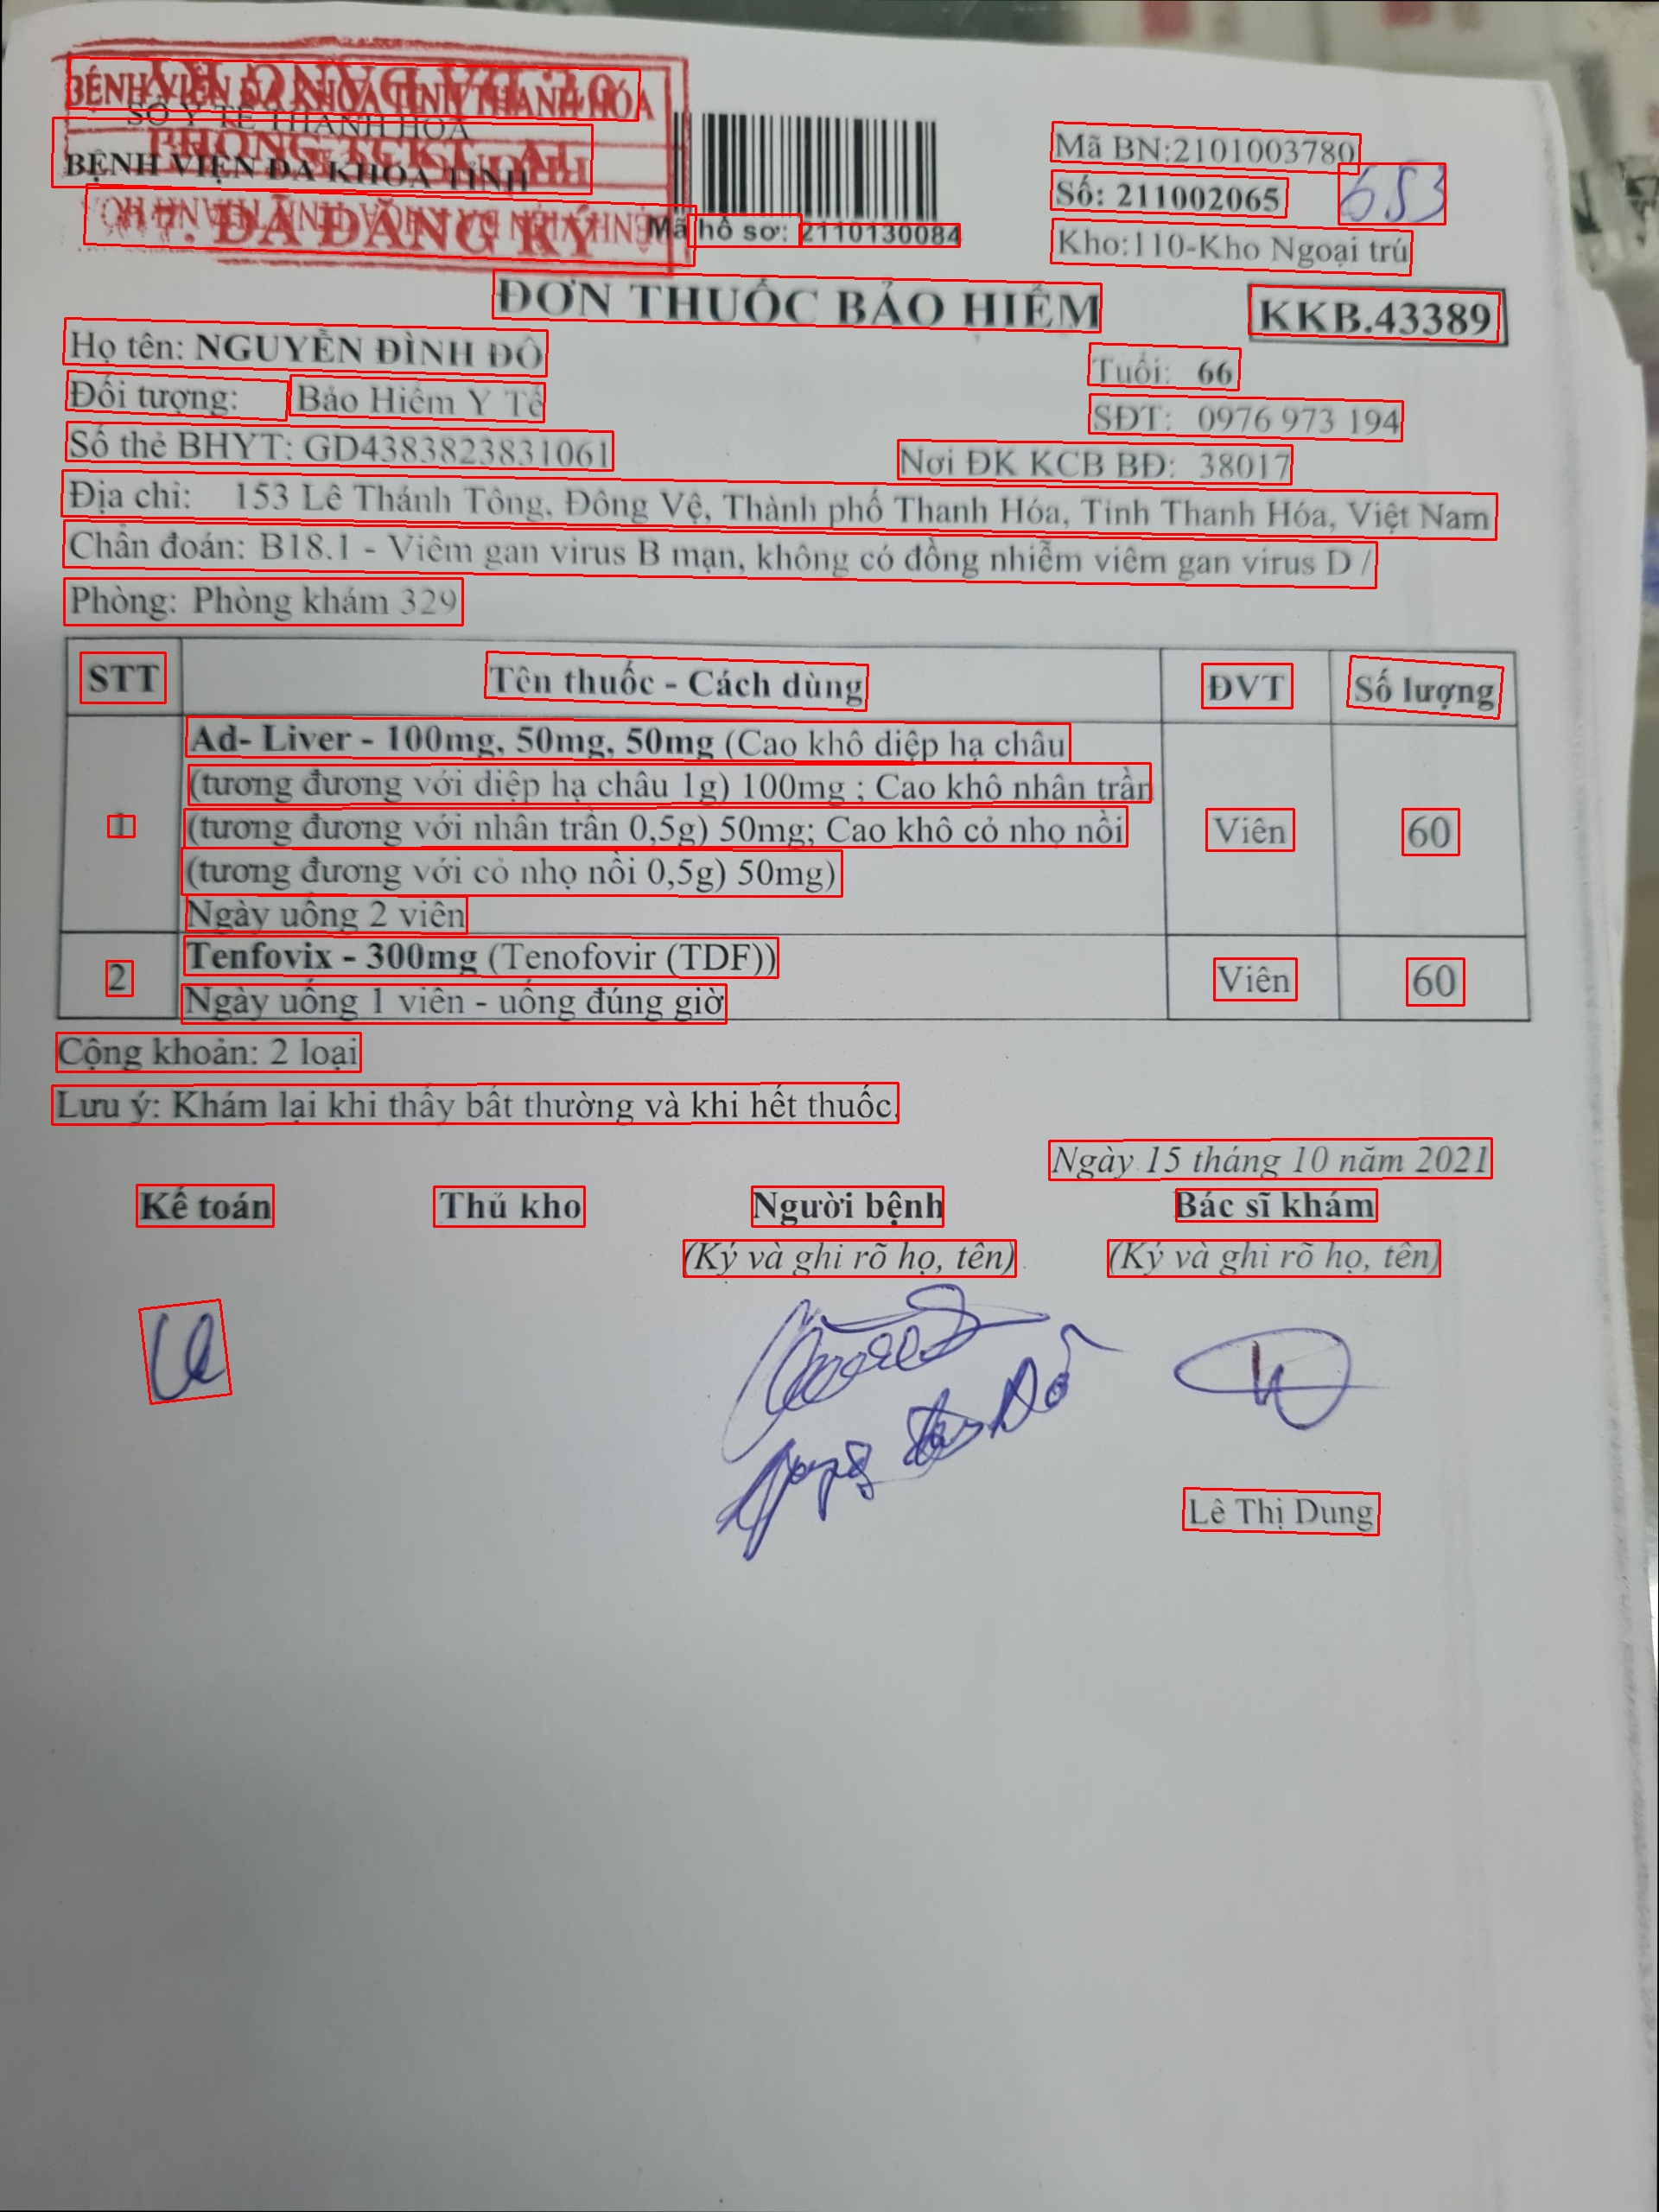 BỆNH VIỆN ĐA KHOA TỈNH THANH HÓA
SỞ Y TẾ THANH HÓA
PHÒNG TCKT
BỆNH VIỆN ĐA KHOA TỈNH
ĐÃ ĐĂNG KÝ
Mã hồ sơ: 2110130084
Mã BN:2101003780
Số: 211002065
653
Kho:110-Kho Ngoại trú
ĐƠN THUỐC BẢO HIỂM
KKB.43389
Họ tên: NGUYỄN ĐÌNH ĐÔ
Tuổi: 66
Đối tượng: Bảo Hiểm Y Tế
SĐT: 0976 973 194
Số thẻ BHYT: GD4383823831061
Nơi ĐK KCB BĐ: 38017
Địa chỉ: 153 Lê Thánh Tông, Đông Vệ, Thành phố Thanh Hóa, Tỉnh Thanh Hóa, Việt Nam
Chẩn đoán: B18.1 - Viêm gan virus B mạn, không có đồng nhiễm viêm gan virus D /
Phòng: Phòng khám 329
STT Tên thuốc - Cách dùng ĐVT Số lượng
Ad- Liver - 100mg, 50mg, 50mg (Cao khô diệp hạ châu
(tương đương với diệp hạ châu 1g) 100mg ; Cao khô nhân trần
1 (tương đương với nhân trần 0,5g) 50mg; Cao khô cỏ nhọ nồi Viên 60
(tương đương với cỏ nhọ nồi 0,5g) 50mg)
Ngày uống 2 viên
Tenfovix - 300mg (Tenofovir (TDF))
2 Viên 60
Ngày uống 1 viên - uống đúng giờ
Cộng khoản: 2 loại
Lưu ý: Khám lại khi thấy bất thường và khi hết thuốc.
Ngày 15 tháng 10 năm 2021
Kế toán Thủ kho Người bệnh Bác sĩ khám
(Ký và ghi rõ họ, tên) (Ký và ghi rõ họ, tên)
Lê Thị Dung